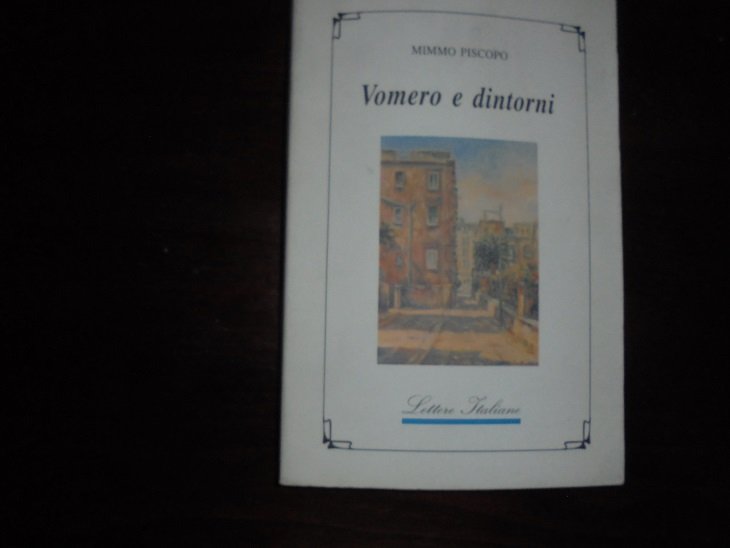 MIMMO PISCOPO
Vomero e dintorni
Lettere Italiane